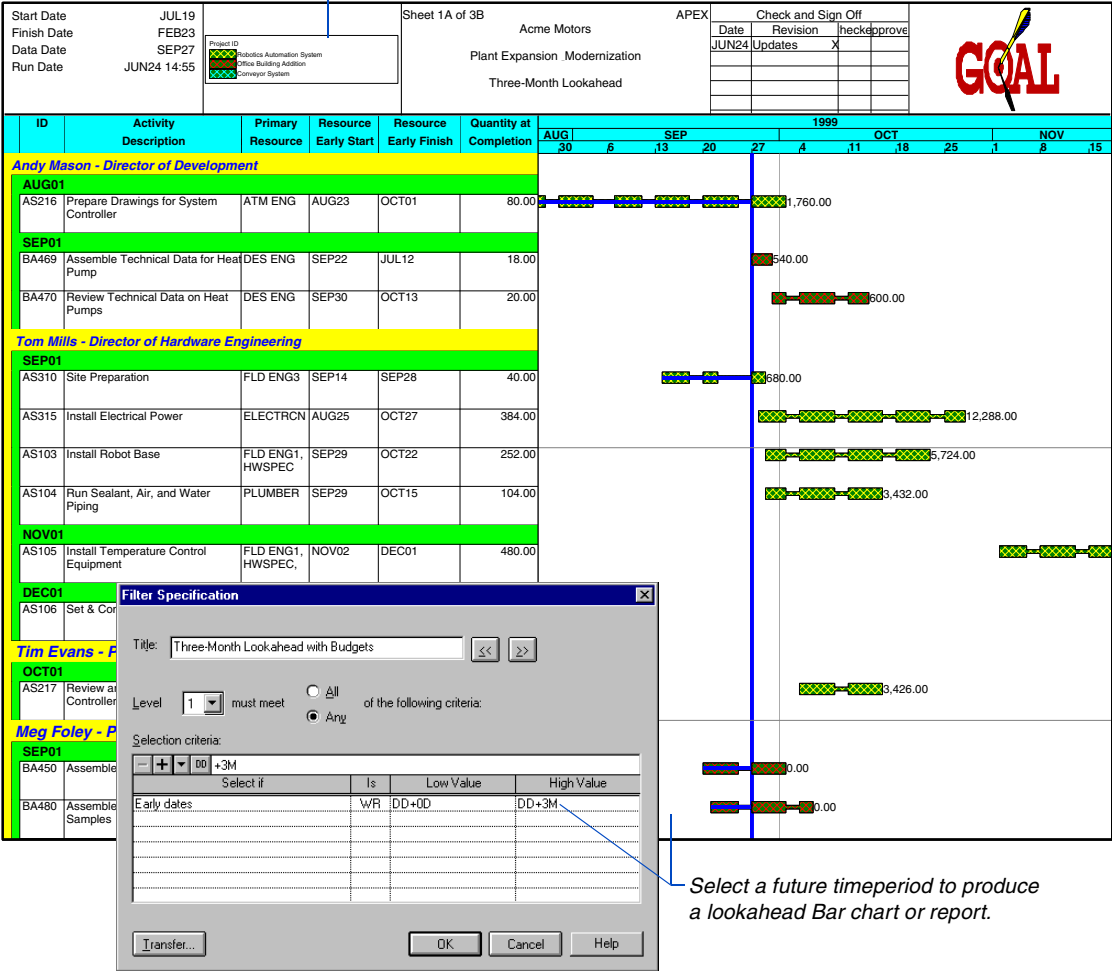 Start Date JUL19
Finish Date FEB23
Data Date SEP27
Run Date JUN24 14:55
Project ID
Robotics Automation System
Office Building Addition
Conveyor System
Sheet 1A of 3B
Acme Motors
Plant Expansion Modernization
Three-Month Lookahead
APEX
Check and Sign Off
Date Revision hecke pprove
JUN24 Updates X
GOAL
ID Activity Description Primary Resource Resource Early Start Resource Early Finish Quantity at Completion
1999
AUG SEP OCT NOV
30 6 13 20 27 4 11 18 25 1 8 15
Andy Mason - Director of Development
AUG01
AS216 Prepare Drawings for System Controller ATM ENG AUG23 OCT01 80.00 1,760.00
SEP01
BA469 Assemble Technical Data for Heat Pump DES ENG SEP22 JUL12 18.00 540.00
BA470 Review Technical Data on Heat Pumps DES ENG SEP30 OCT13 20.00 600.00
Tom Mills - Director of Hardware Engineering
SEP01
AS310 Site Preparation FLD ENG3 SEP14 SEP28 40.00 680.00
AS315 Install Electrical Power ELECTRCN AUG25 OCT27 384.00 12,288.00
AS103 Install Robot Base FLD ENG1, HWSPEC SEP29 OCT22 252.00 5,724.00
AS104 Run Sealant, Air, and Water Piping PLUMBER SEP29 OCT15 104.00 3,432.00
NOV01
AS105 Install Temperature Control Equipment FLD ENG1, HWSPEC, NOV02 DEC01 480.00
DEC01
AS106 Set & Cor
Tim Evans - P
OCT01
AS217 Review ar Controller 3,426.00
Meg Foley - P
SEP01
BA450 Assemble 0.00
BA480 Assemble Samples 0.00
Filter Specification
Title: Three-Month Lookahead with Budgets << >>
Level 1 must meet All Any of the following criteria:
Selection criteria:
DD +3M
Select if Is Low Value High Value
Early dates WR DD+0D DD+3M
Transfer... OK Cancel Help
Select a future timeperiod to produce
a lookahead Bar chart or report.